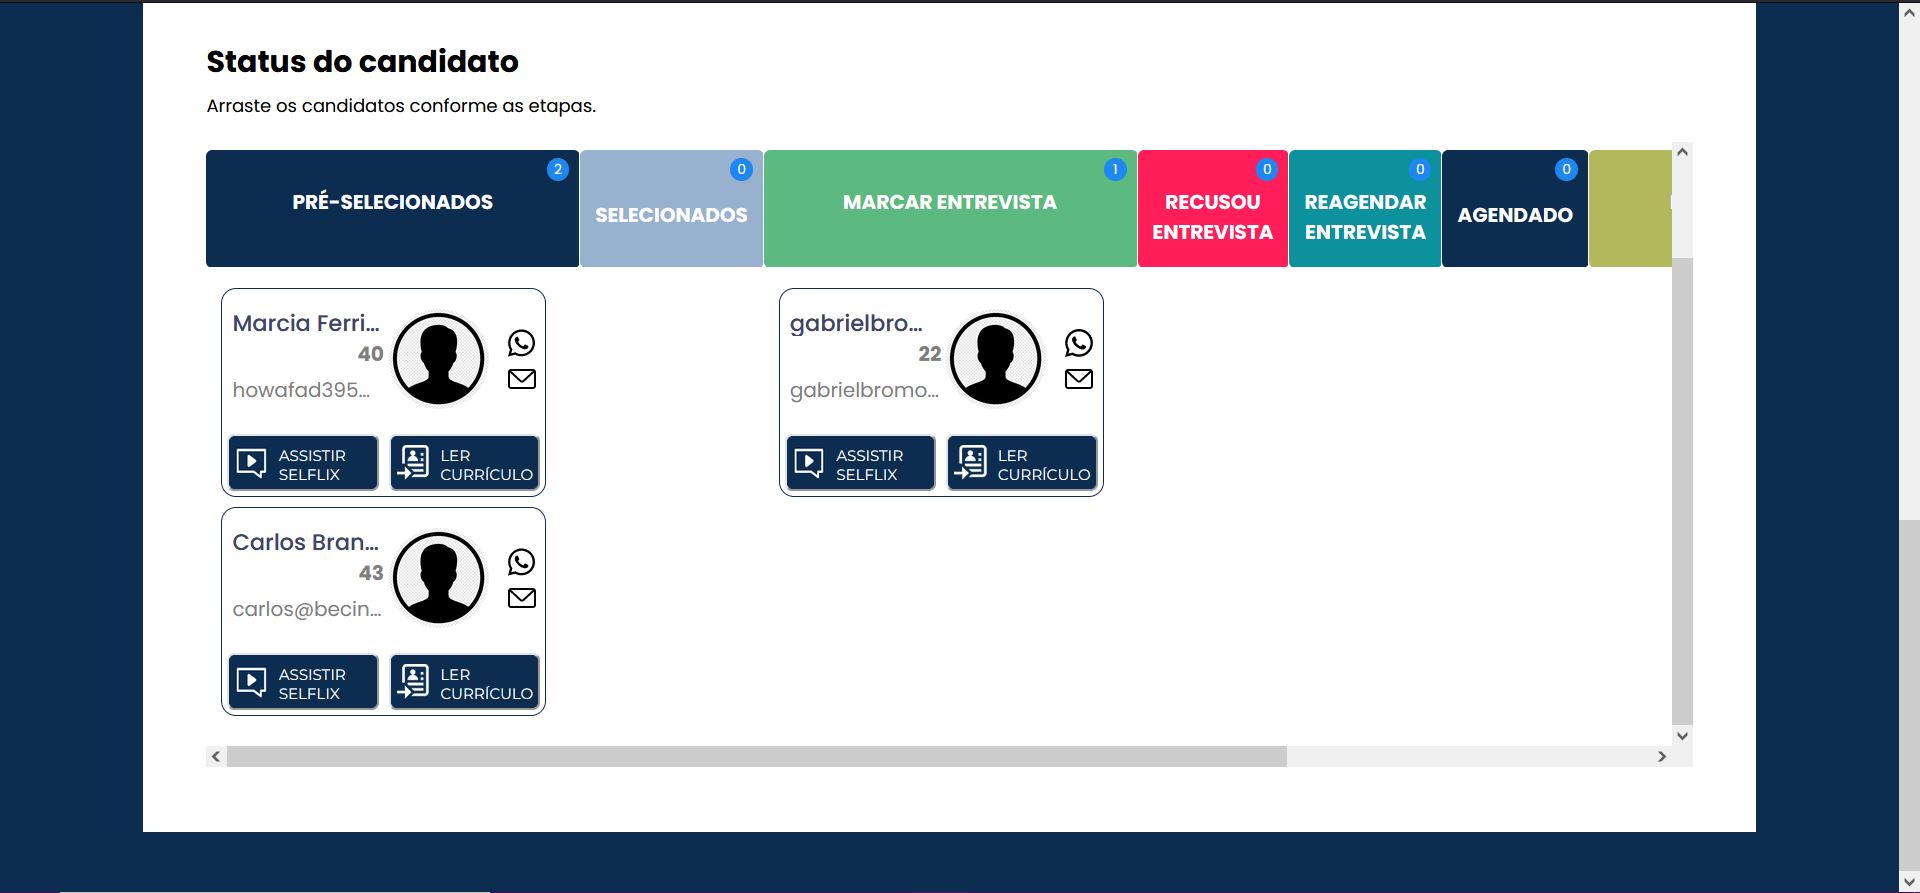 Status do candidato
Arraste os candidatos conforme as etapas.
2
0
1
0
0
0
PRÉ-SELECIONADOS
SELECIONADOS
MARCAR ENTREVISTA
RECUSOU
ENTREVISTA
REAGENDAR
ENTREVISTA
AGENDADO
Marcia Ferri...
40
howafad395...
ASSISTIR
SELFLIX
LER
CURRÍCULO
gabrielbro...
22
gabrielbromo...
ASSISTIR
SELFLIX
LER
CURRÍCULO
Carlos Bran...
43
carlos@becin...
ASSISTIR
SELFLIX
LER
CURRÍCULO